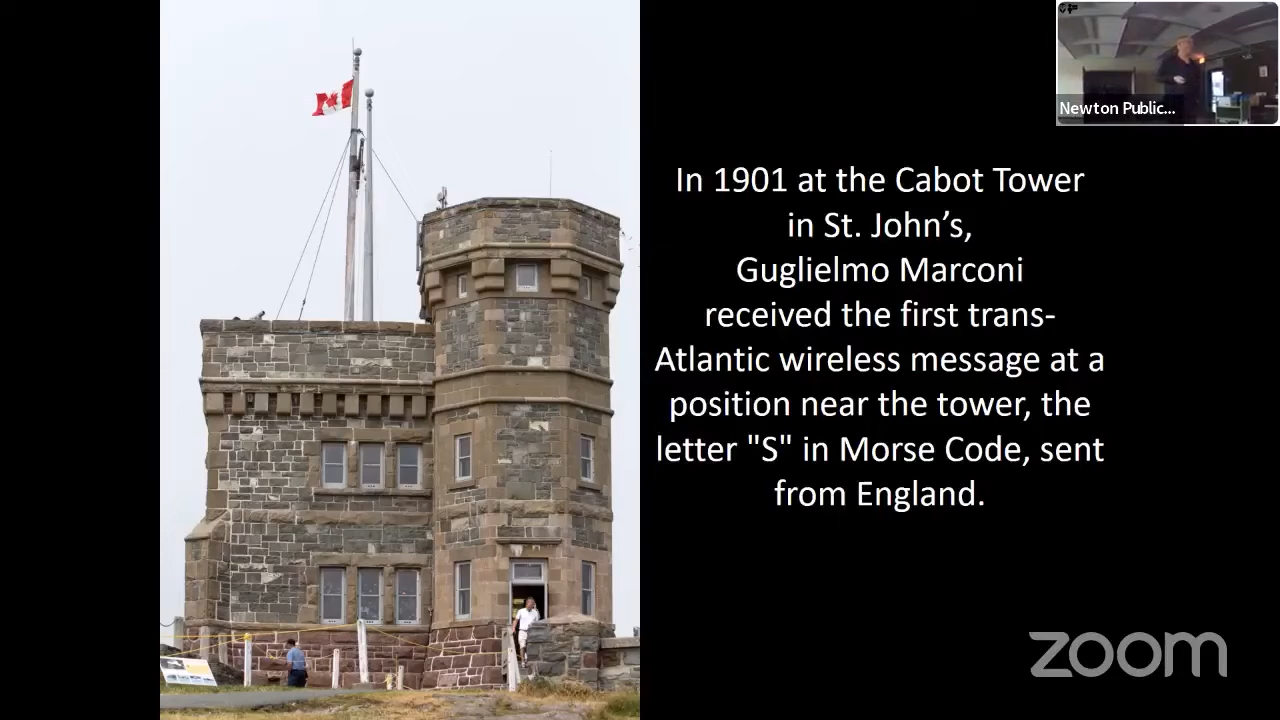 Newton Public...
In 1901 at the Cabot Tower
in St. John’s,
Guglielmo Marconi
received the first trans-
Atlantic wireless message at a
position near the tower, the
letter "S" in Morse Code, sent
from England.
zoom